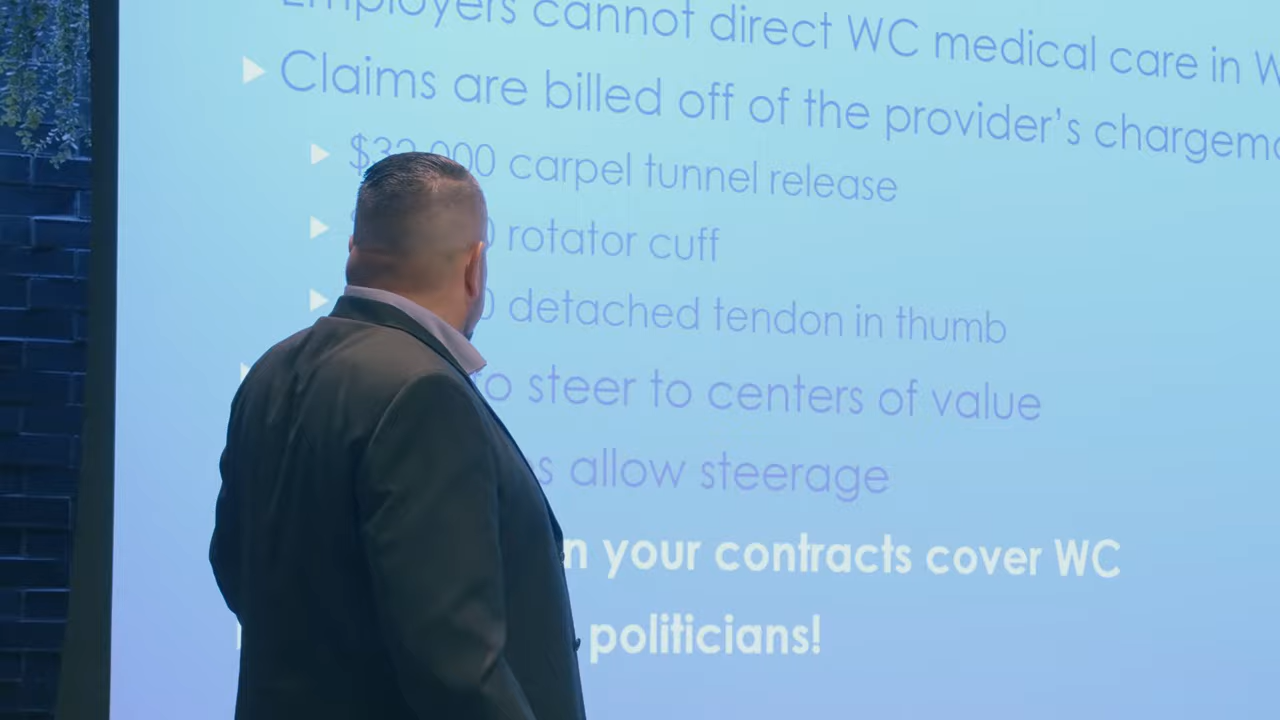 Employers cannot direct WC medical care in W
Claims are billed off of the provider's chargem
000 carpel tunnel release
rotator cuff
detached tendon in thumb
to steer to centers of value
allow steerage
your contracts cover WC
politicians!